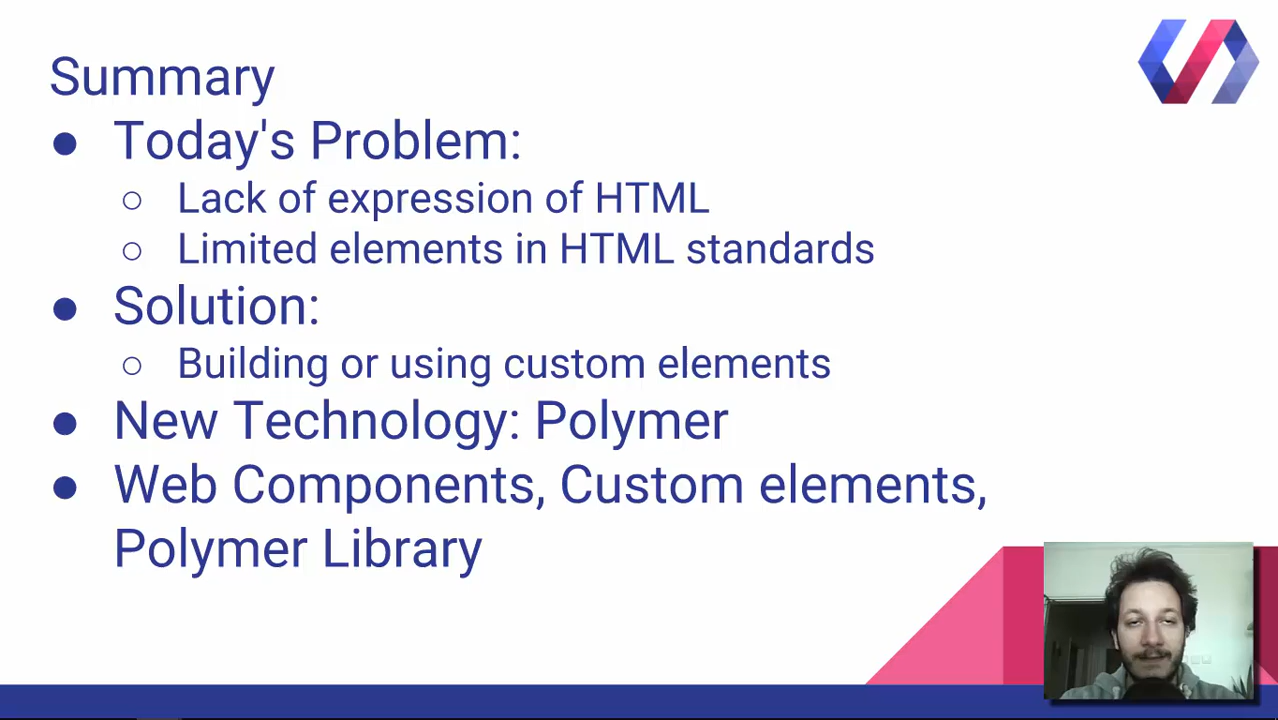 Summary
● Today's Problem:
○ Lack of expression of HTML
○ Limited elements in HTML standards
● Solution:
○ Building or using custom elements
● New Technology: Polymer
● Web Components, Custom elements,
Polymer Library